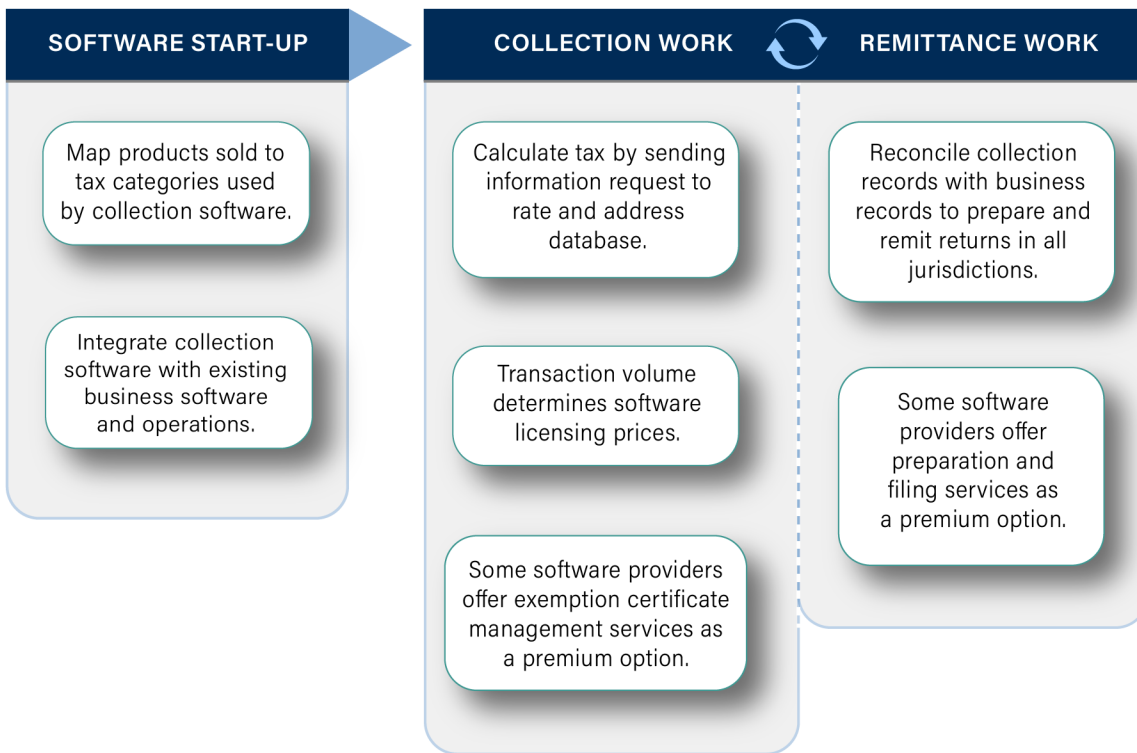 SOFTWARE START-UP
Map products sold to
tax categories used
by collection software.
Integrate collection
software with existing
business software
and operations.
COLLECTION WORK
Calculate tax by sending
information request to
rate and address
database.
Transaction volume
determines software
licensing prices.
Some software providers
offer exemption certificate
management services as
a premium option.
REMITTANCE WORK
Reconcile collection
records with business
records to prepare and
remit returns in all
jurisdictions.
Some software
providers offer
preparation and
filing services as
a premium option.